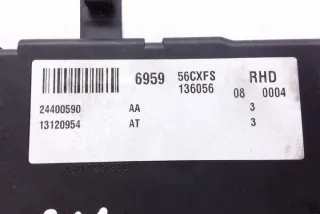 6959 56CXFS RHD
136056 08 0004
24400590 AA 3
13120954 AT 3